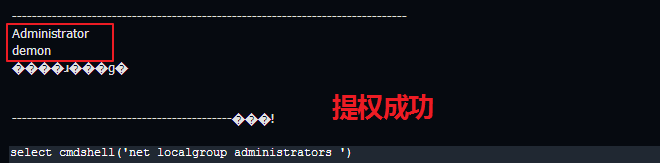 --------------------------------------------------------------------------------
Administrator
demon
����ɹ���ɡ�
提权成功
--------------------------------------------���!
select cmdshell('net localgroup administrators ')